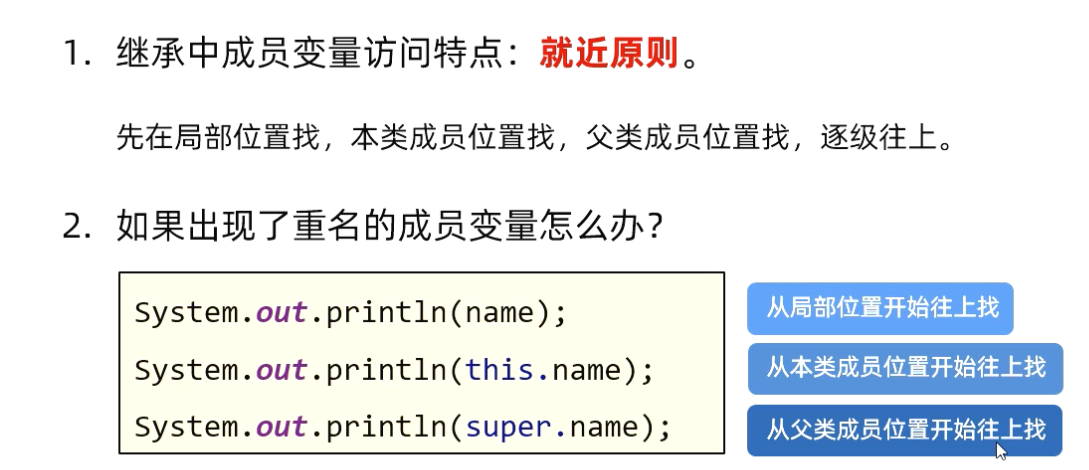 1. 继承中成员变量访问特点：就近原则。
先在局部位置找，本类成员位置找，父类成员位置找，逐级往上。
2. 如果出现了重名的成员变量怎么办？
System.out.println(name); 从局部位置开始往上找
System.out.println(this.name); 从本类成员位置开始往上找
System.out.println(super.name); 从父类成员位置开始往上找